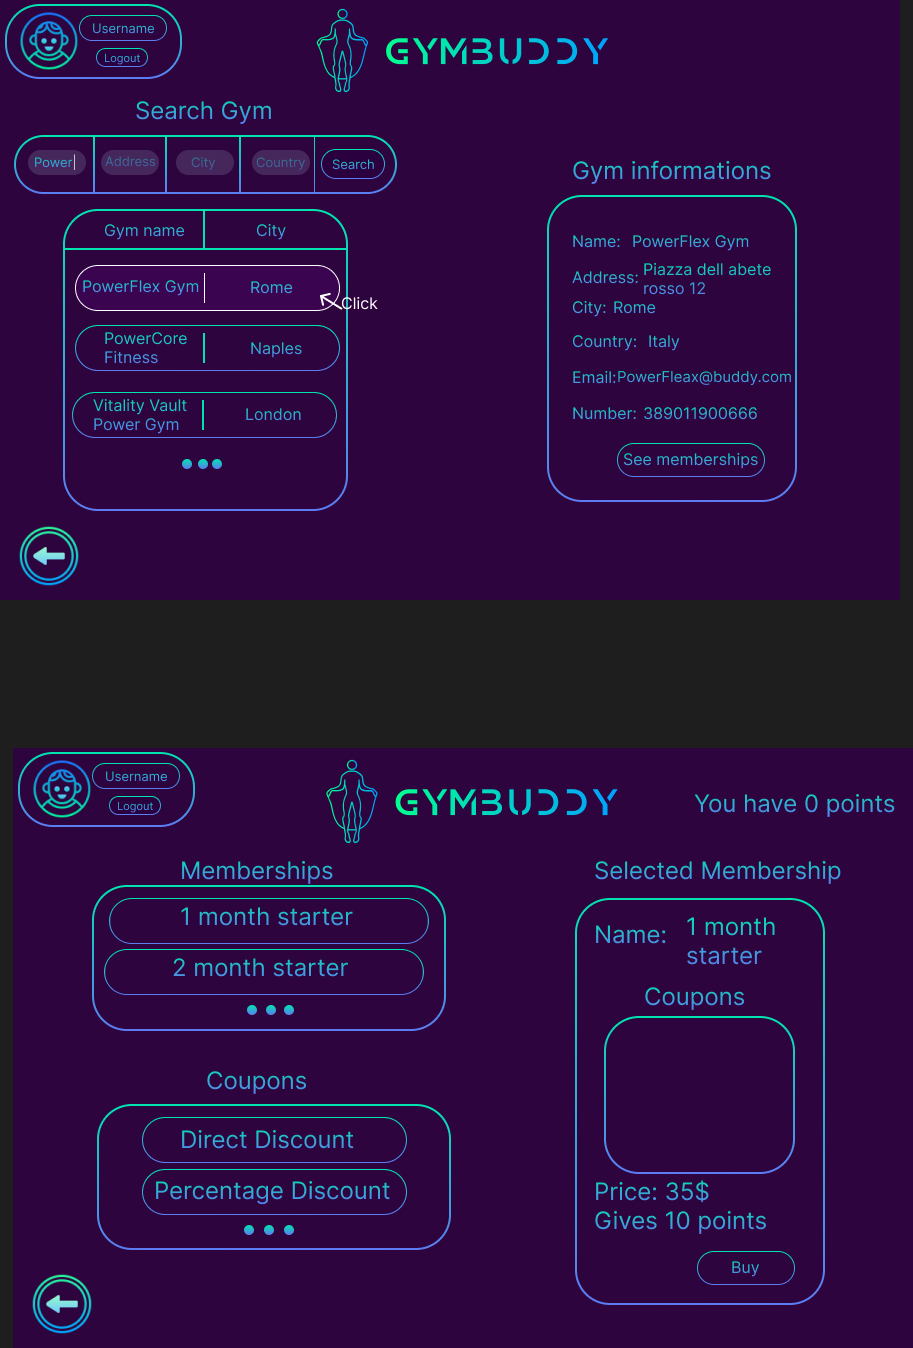 Username
Logout
GYMBUDDY
Search Gym
Power
Address
City
Country
Search
Gym name
City
PowerFlex Gym
Rome
Click
PowerCore
Fitness
Naples
Vitality Vault
Power Gym
London
Gym informations
Name: PowerFlex Gym
Address: Piazza dell abete
rosso 12
City: Rome
Country: Italy
Email:PowerFleax@buddy.com
Number: 389011900666
See memberships
Username
Logout
GYMBUDDY
You have 0 points
Memberships
1 month starter
2 month starter
Coupons
Direct Discount
Percentage Discount
Selected Membership
Name: 1 month
starter
Coupons
Price: 35$
Gives 10 points
Buy